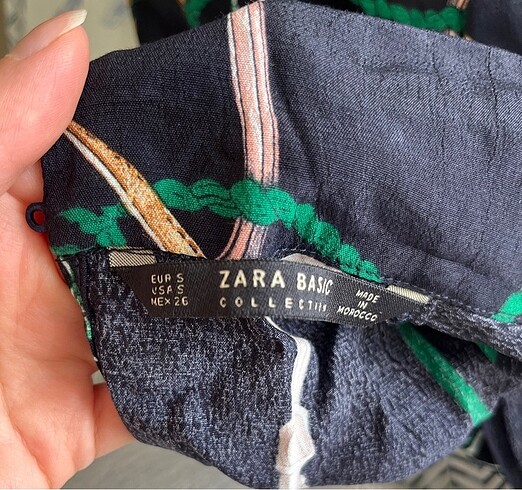 EUR S
USA S
MEX 26
ZARA BASIC
COLLECTION
MADE
IN
MOROCCO